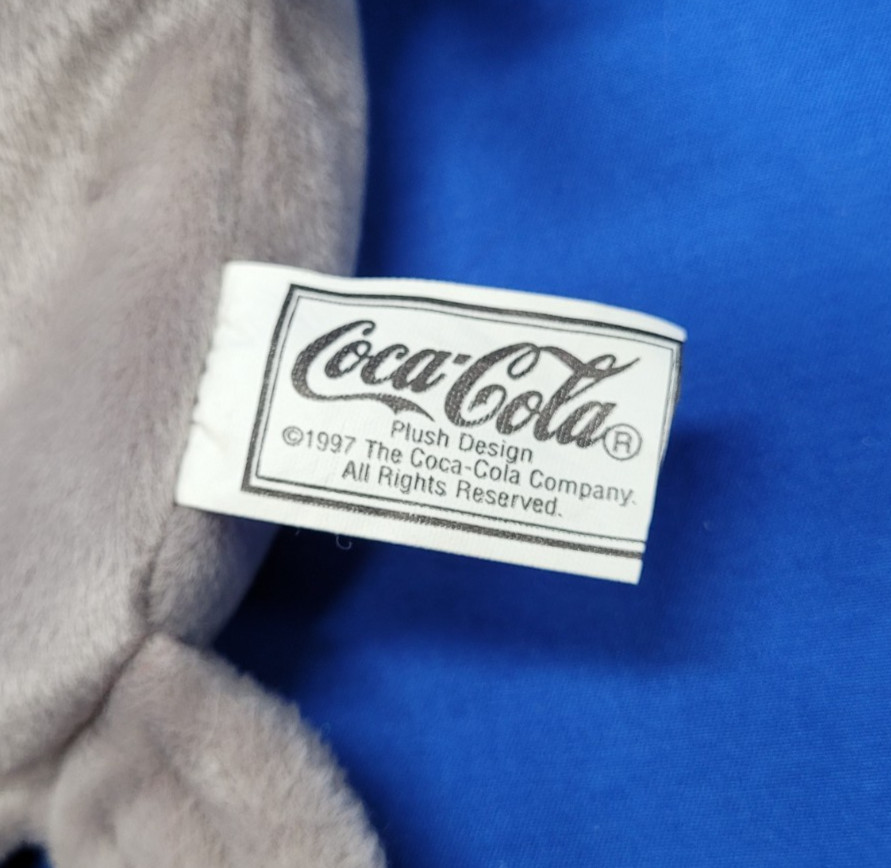 Coca-Cola®
Plush Design
©1997 The Coca-Cola Company.
All Rights Reserved.